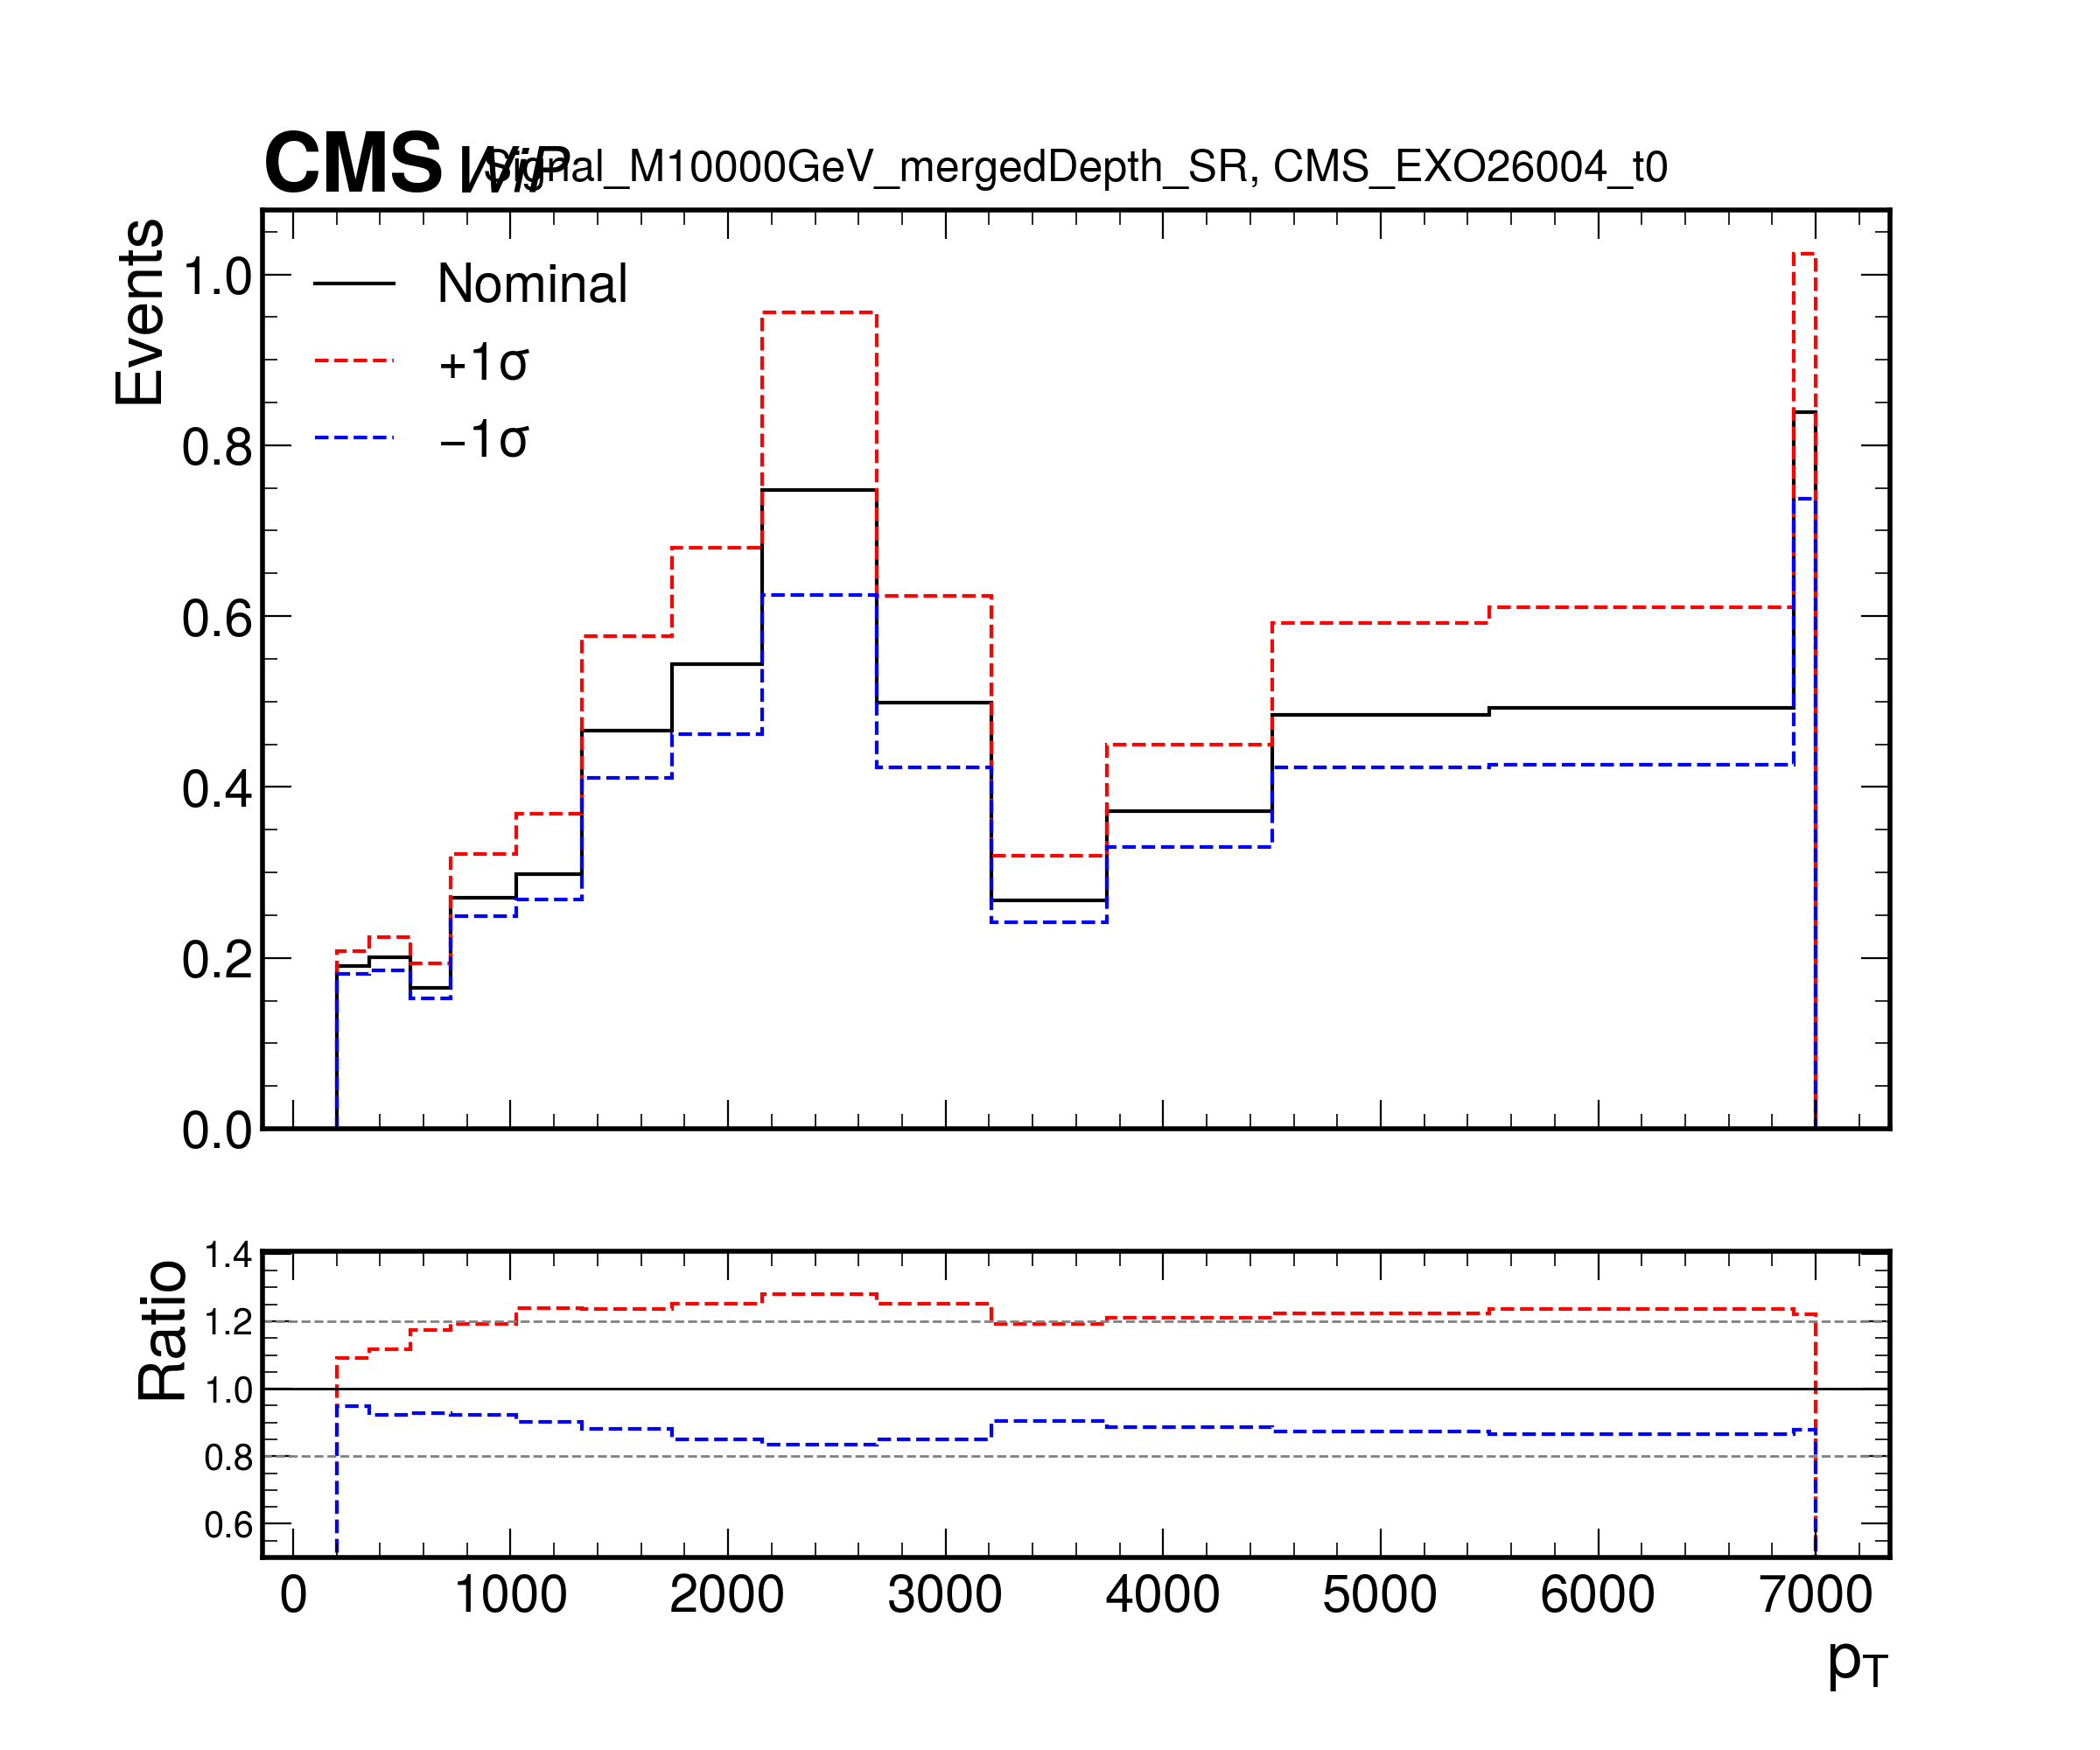 CMS WiP Signal_M10000GeV_mergedDepth_SR, CMS_EXO26004_t0
Events
1.0
0.8
0.6
0.4
0.2
0.0
Nominal
+1σ
−1σ
Ratio
1.4
1.2
1.0
0.8
0.6
0 1000 2000 3000 4000 5000 6000 7000
pT